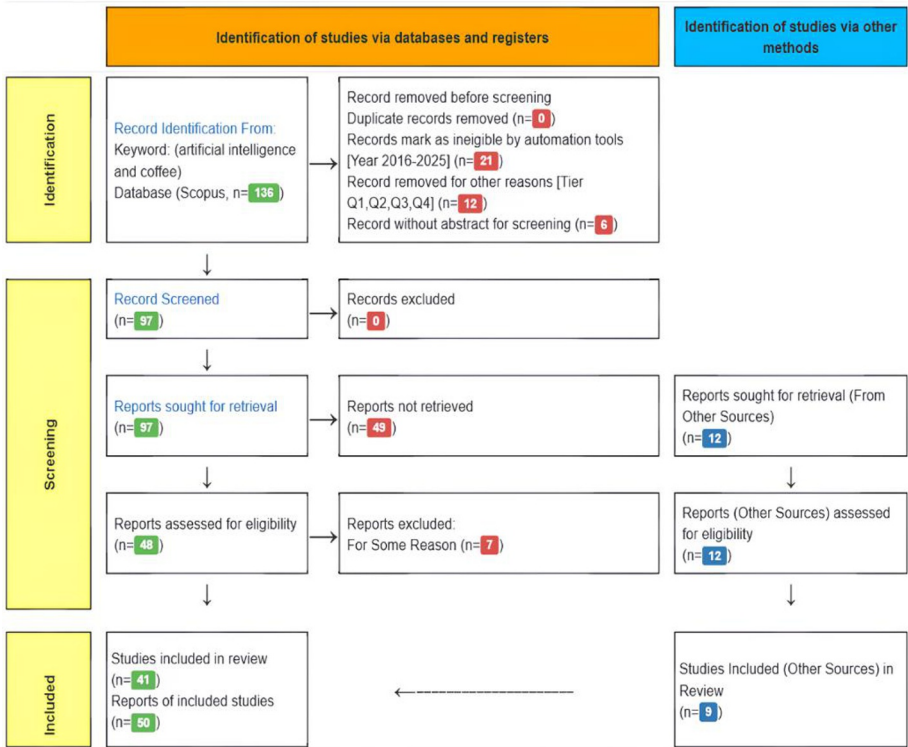 Identification of studies via databases and registers
Identification of studies via other
methods
Identification
Record Identification From:
Keyword: (artificial intelligence
and coffee)
Database (Scopus, n=136)
Record removed before screening
Duplicate records removed (n=0)
Records mark as ineigible by automation tools
[Year 2016-2025] (n=21)
Record removed for other reasons [Tier
Q1,Q2,Q3,Q4] (n=12)
Record without abstract for screening (n=6)
Screening
Record Screened
(n=97)
Records excluded
(n=0)
Reports sought for retrieval
(n=97)
Reports not retrieved
(n=49)
Reports sought for retrieval (From
Other Sources)
(n=12)
Reports assessed for eligibility
(n=48)
Reports excluded:
For Some Reason (n=7)
Reports (Other Sources) assessed
for eligibility
(n=12)
Included
Studies included in review
(n=41)
Reports of included studies
(n=50)
Studies Included (Other Sources) in
Review
(n=9)